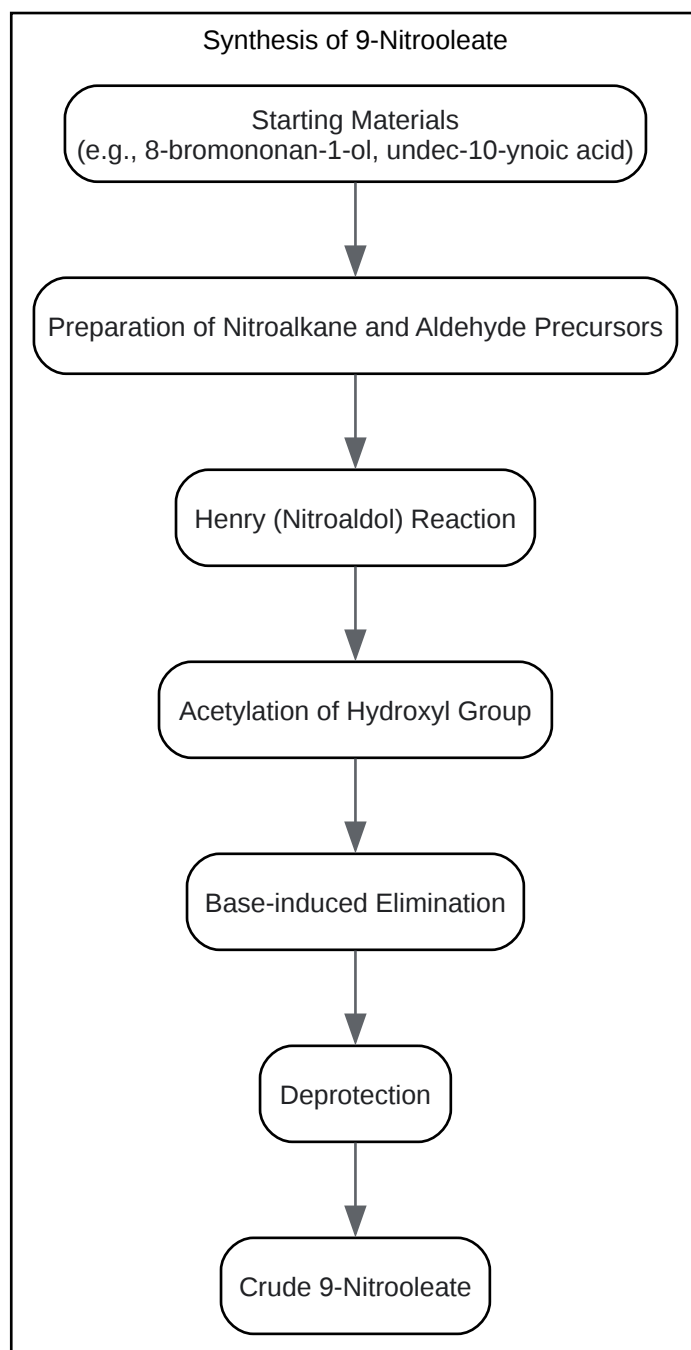 Synthesis of 9-Nitrooleate
Starting Materials
(e.g., 8-bromononan-1-ol, undec-10-ynoic acid)
Preparation of Nitroalkane and Aldehyde Precursors
Henry (Nitroaldol) Reaction
Acetylation of Hydroxyl Group
Base-induced Elimination
Deprotection
Crude 9-Nitrooleate